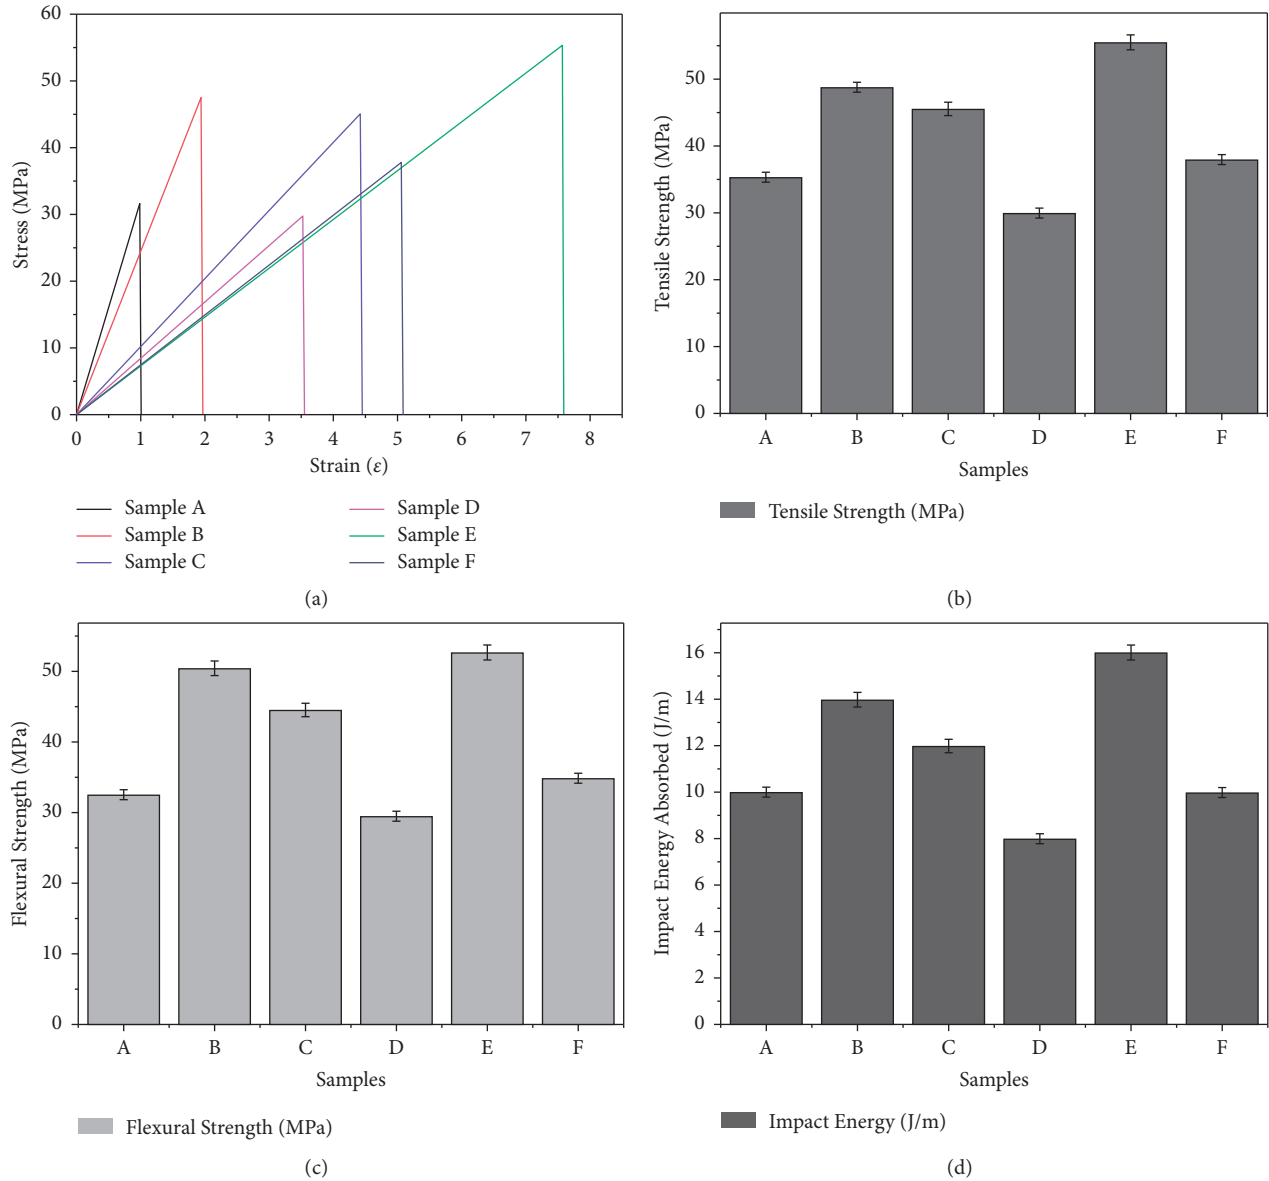 60
50
40
30
20
10
0
Stress (MPa)
0 1 2 3 4 5 6 7 8
Strain (ε)
Sample A
Sample B
Sample C
Sample D
Sample E
Sample F
(a)
50
40
30
20
10
0
Tensile Strength (MPa)
A B C D E F
Samples
Tensile Strength (MPa)
(b)
50
40
30
20
10
0
Flexural Strength (MPa)
A B C D E F
Samples
Flexural Strength (MPa)
(c)
16
14
12
10
8
6
4
2
0
Impact Energy Absorbed (J/m)
A B C D E F
Samples
Impact Energy (J/m)
(d)